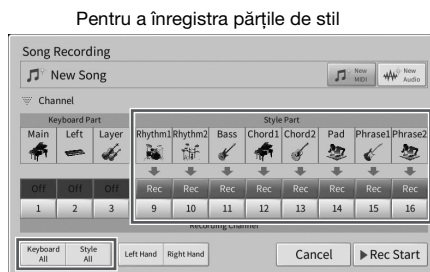 Pentru a înregistra părțile de stil
Song Recording
New Song
New MIDI
New Audio
Channel
Keyboard Part
Style Part
Main Left Layer Rhythm1 Rhythm2 Bass Chord1 Chord2 Pad Phrase1 Phrase2
Off Off Off Rec Rec Rec Rec Rec Rec Rec Rec
1 2 3 9 10 11 12 13 14 15 16
Recording Channel
Keyboard All
Style All
Left Hand
Right Hand
Cancel
Rec Start